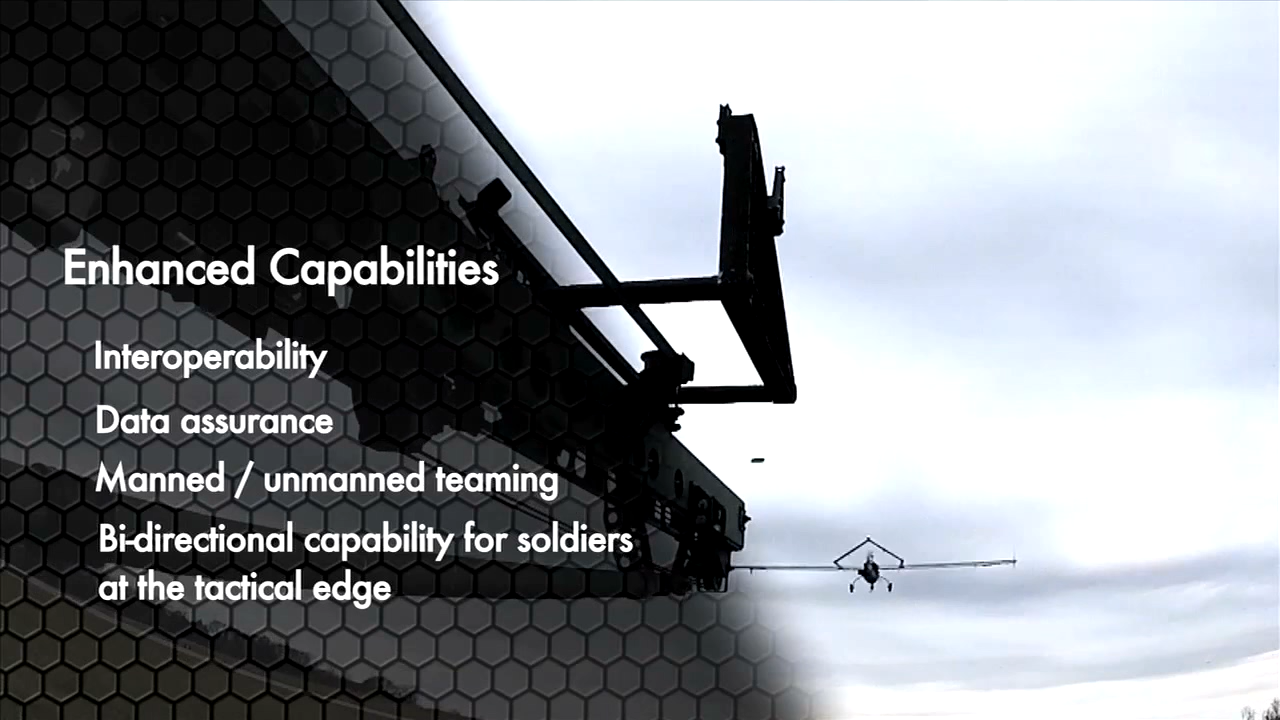 Enhanced Capabilities
Interoperability
Data assurance
Manned / unmanned teaming
Bi-directional capability for soldiers
at the tactical edge